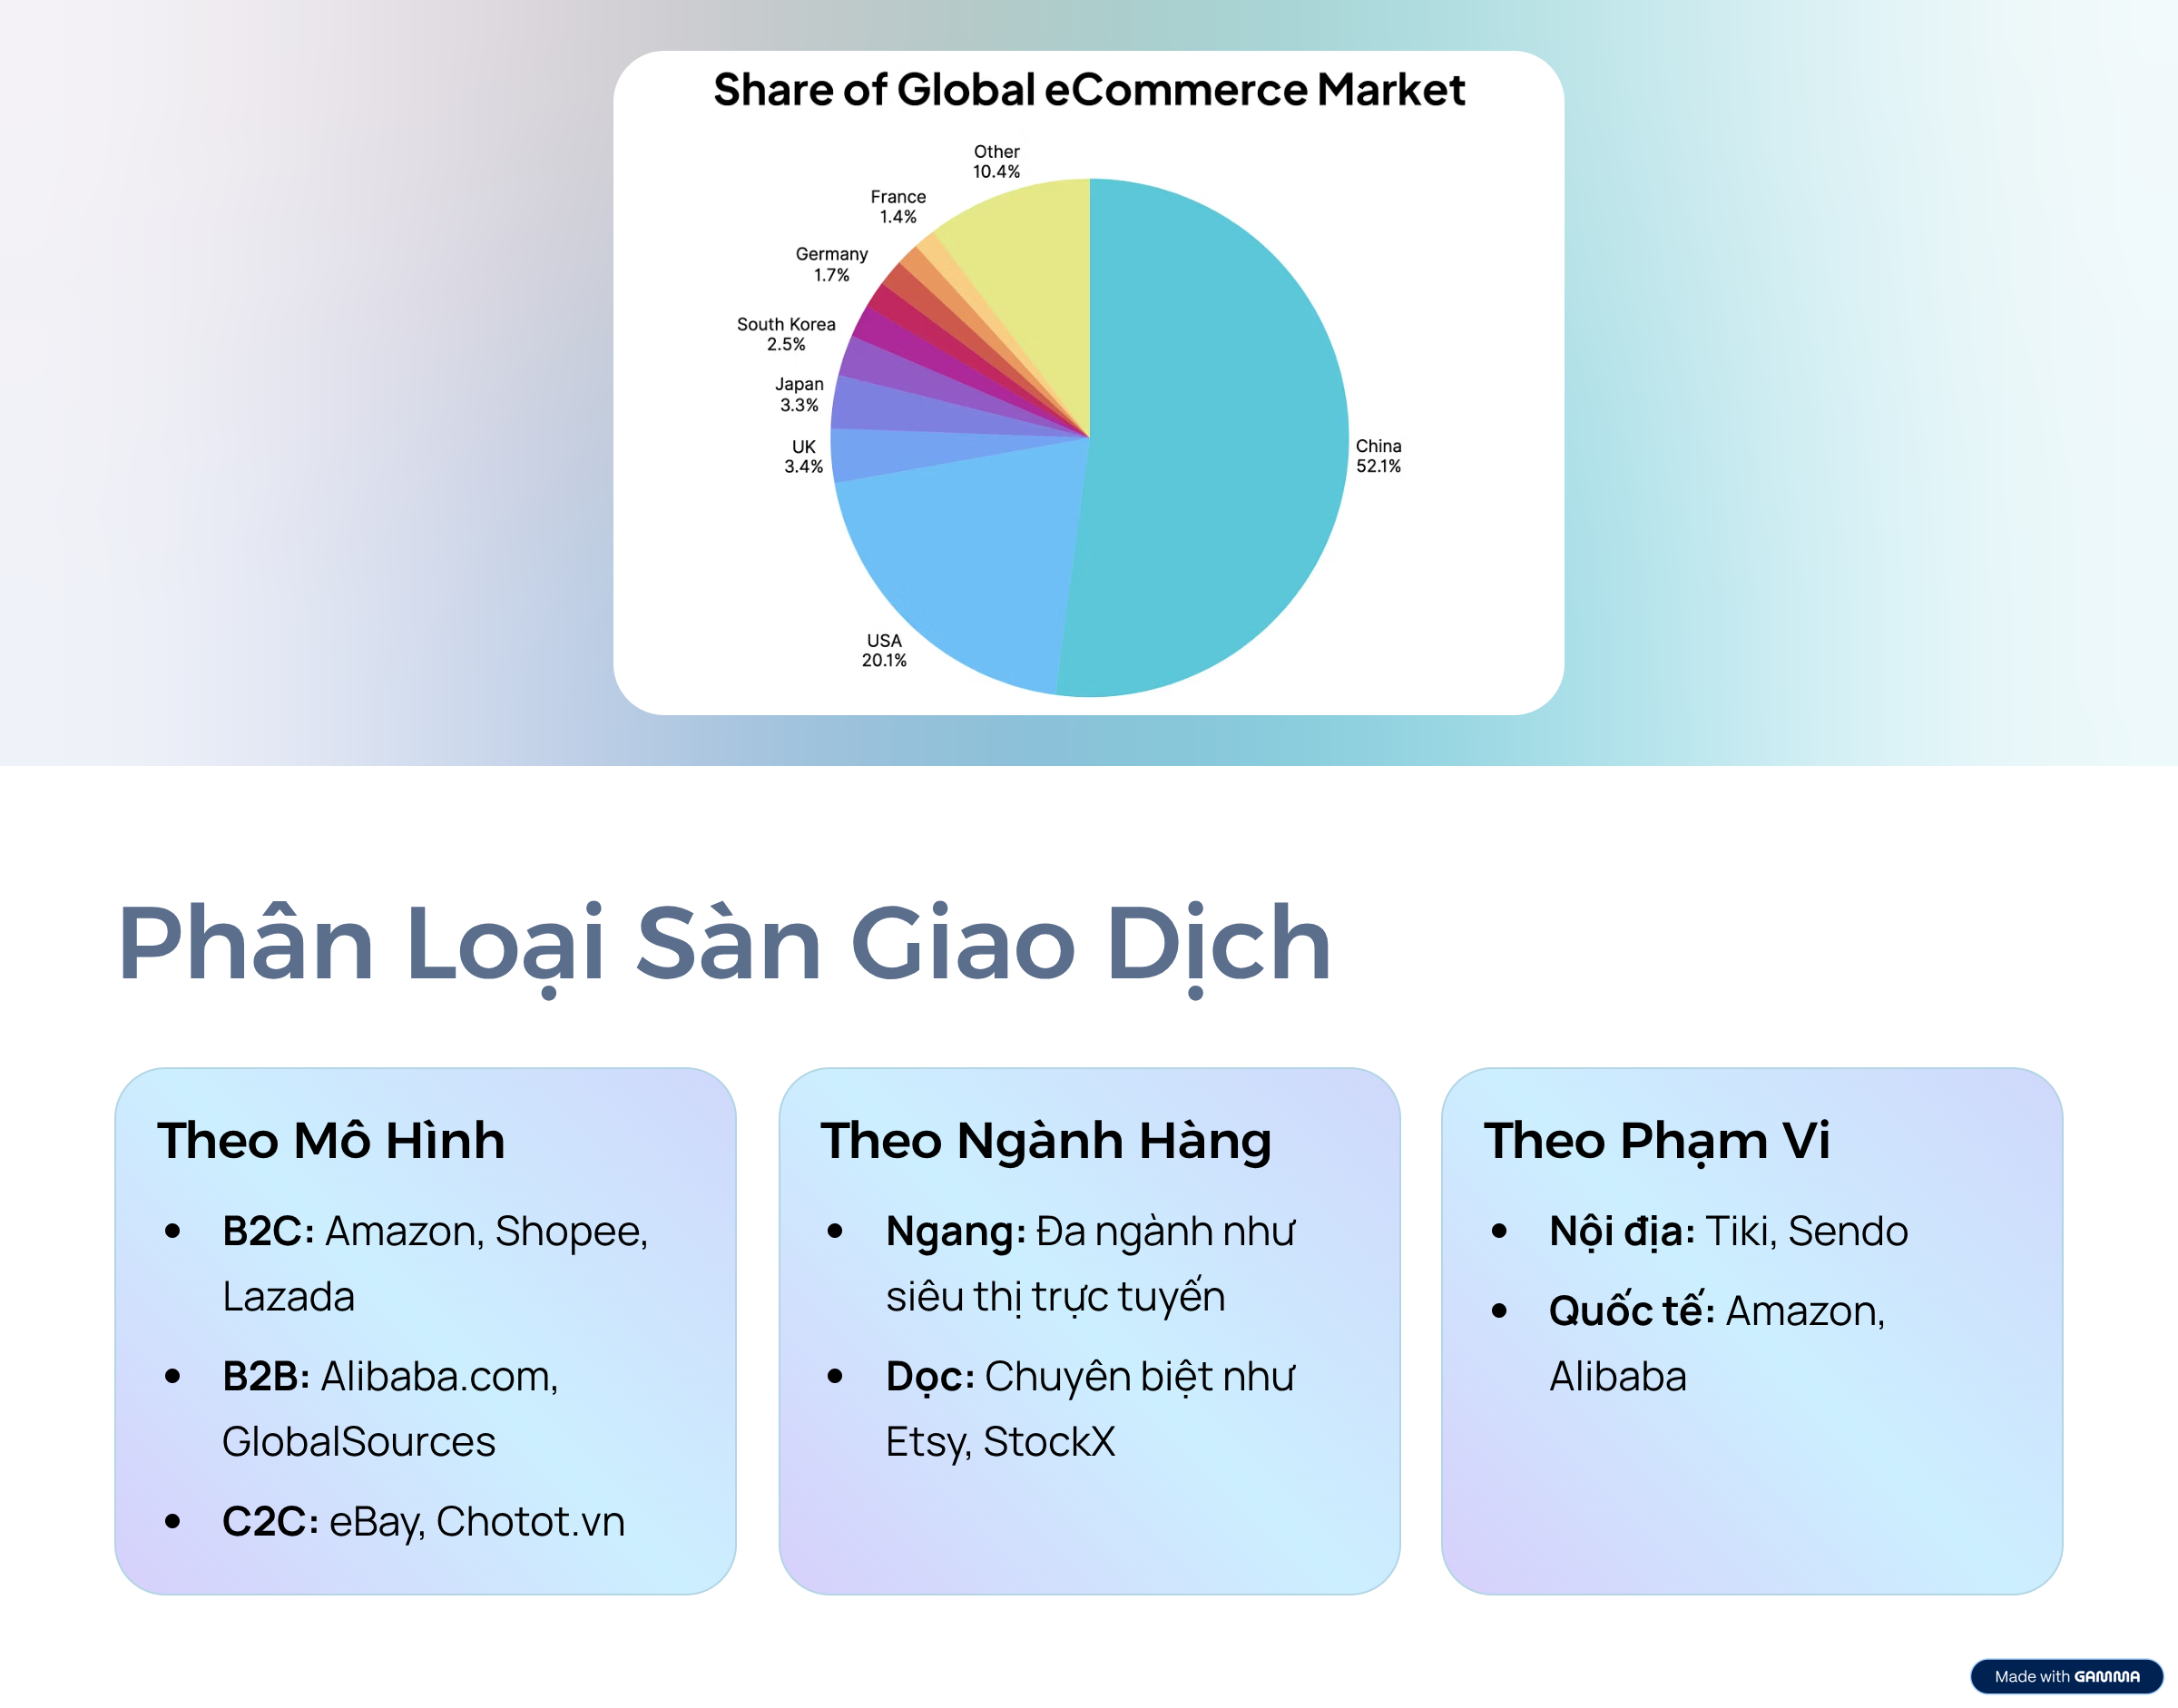 Share of Global eCommerce Market
Other
10.4%
France
1.4%
Germany
1.7%
South Korea
2.5%
Japan
3.3%
UK
3.4%
China
52.1%
USA
20.1%
Phân Loại Sàn Giao Dịch
Theo Mô Hình
• B2C: Amazon, Shopee,
Lazada
• B2B: Alibaba.com,
GlobalSources
• C2C: eBay, Chotot.vn
Theo Ngành Hàng
• Ngang: Đa ngành như
siêu thị trực tuyến
• Dọc: Chuyên biệt như
Etsy, StockX
Theo Phạm Vi
• Nội địa: Tiki, Sendo
• Quốc tế: Amazon,
Alibaba
Made with GAMMA